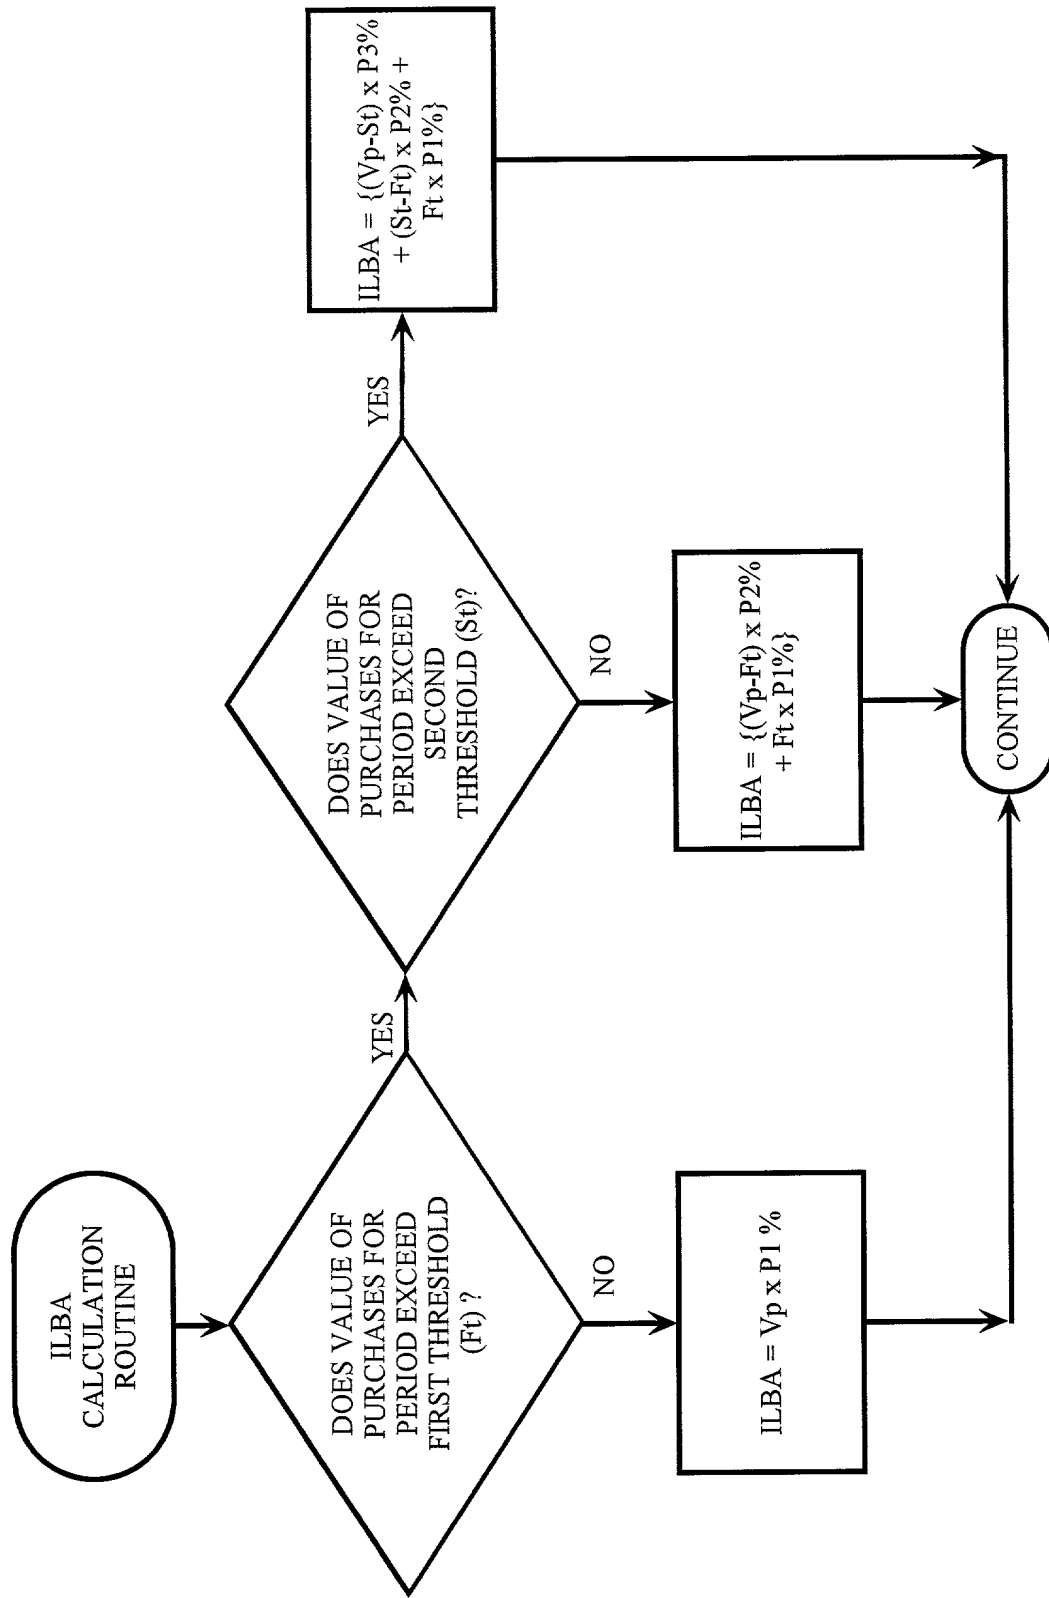 ILBA
CALCULATION
ROUTINE
DOES VALUE OF
PURCHASES FOR
PERIOD EXCEED
FIRST THRESHOLD
(Ft) ?
YES
NO
ILBA = Vp x P1 %
DOES VALUE OF
PURCHASES FOR
PERIOD EXCEED
SECOND
THRESHOLD (St)?
YES
NO
ILBA = {(Vp-Ft) x P2%
+ Ft x P1%}
ILBA = {(Vp-St) x P3%
+ (St-Ft) x P2% +
Ft x P1%}
CONTINUE